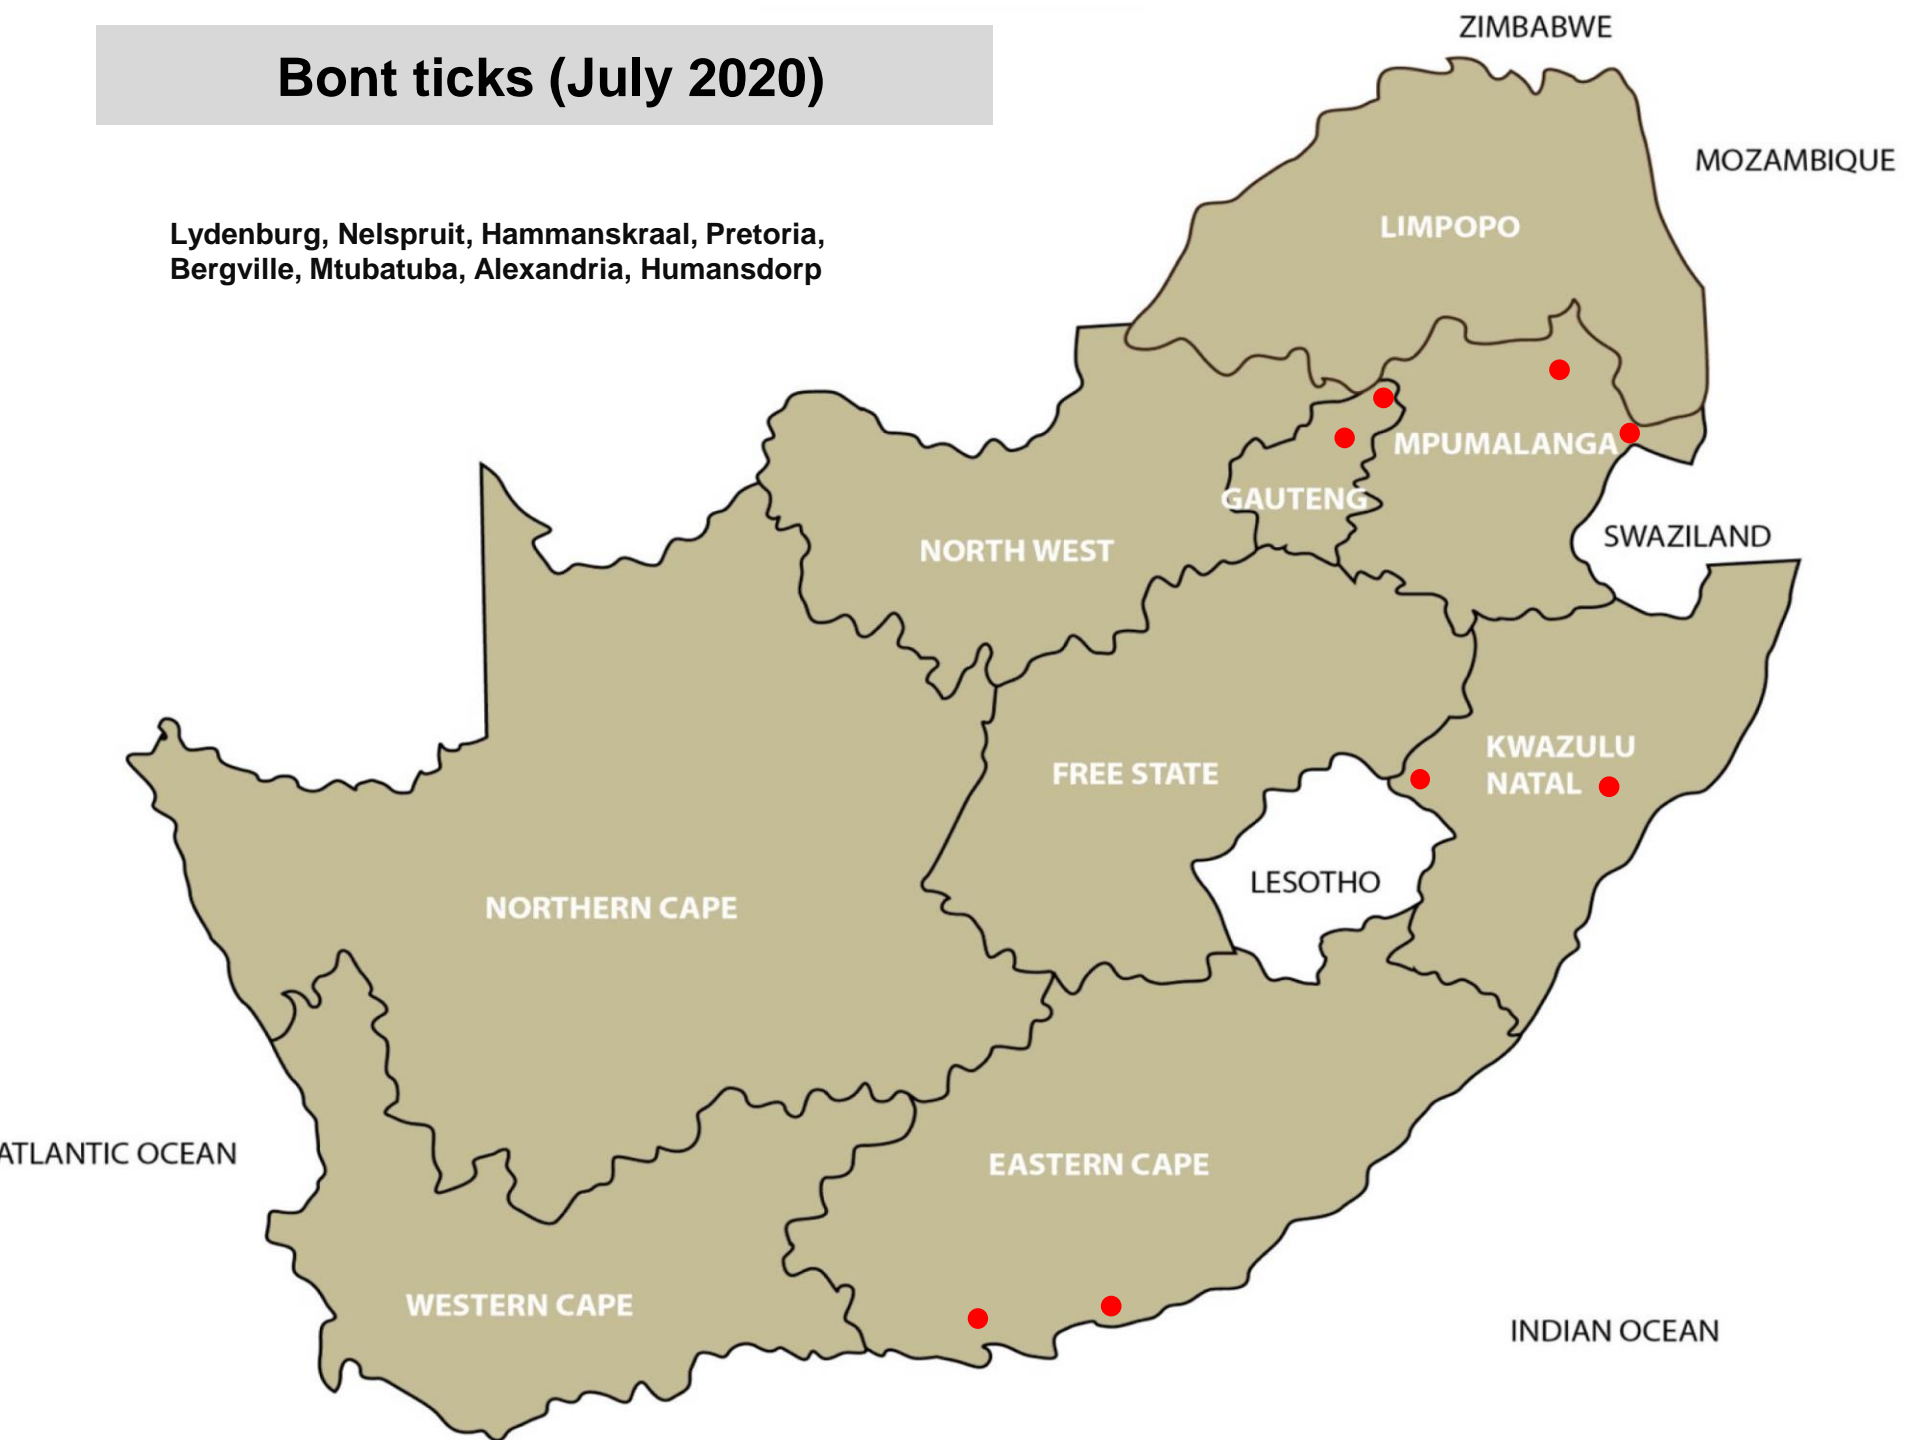 Bont ticks (July 2020)
Lydenburg, Nelspruit, Hammanskraal, Pretoria,
Bergville, Mtubatuba, Alexandria, Humansdorp
ZIMBABWE
MOZAMBIQUE
LIMPOPO
MPUMALANGA
GAUTENG
SWAZILAND
NORTH WEST
KWAZULU
NATAL
FREE STATE
LESOTHO
NORTHERN CAPE
ATLANTIC OCEAN
EASTERN CAPE
WESTERN CAPE
INDIAN OCEAN